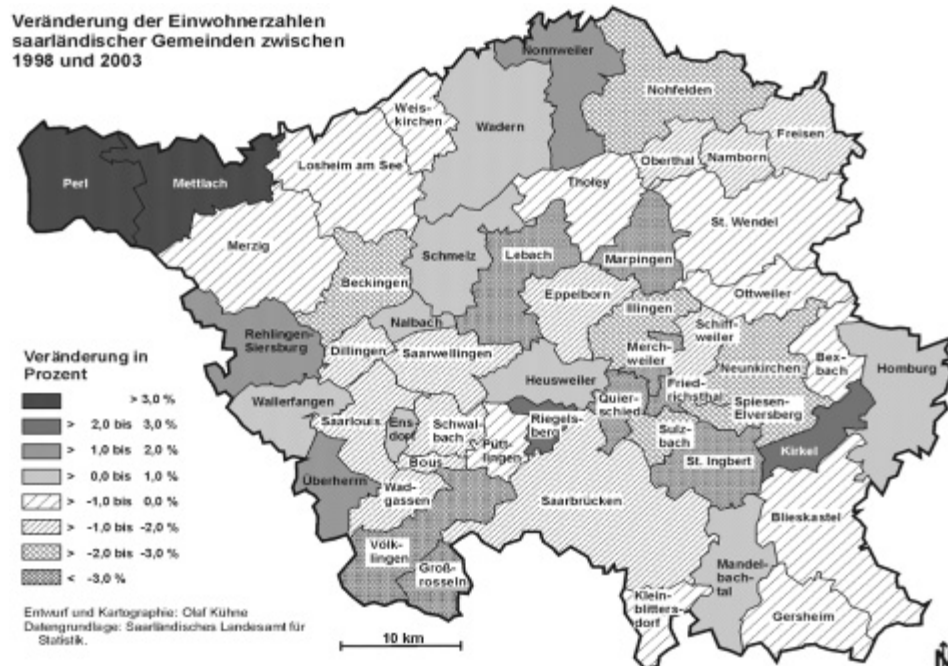 Veränderung der Einwohnerzahlen
saarländischer Gemeinden zwischen
1998 und 2003
Nonnweiler
Nohfelden
Weis-
kirchen
Wadern
Freisen
Oberthal
Namborn
Losheim am See
Perl
Mettlach
Tholey
St. Wendel
Merzig
Schmelz
Lebach
Marpingen
Beckingen
Eppelborn
Ottweiler
Illingen
Nalbach
Schiff-
weiler
Rehlingen-
Siersburg
Dillingen
Saarwellingen
Merch-
weiler
Bex-
bach
Homburg
Neunkirchen
Heusweiler
Fried-
richsthal
Wallerfangen
Quier-
schied
Spiesen-
Elversberg
Saarlouis
Ens-
dorf
Schwal-
bach
Riegels-
berg
Sulz-
bach
Kirkel
Pütt-
lingen
Bous
St. Ingbert
Überherrn
Wad-
gassen
Saarbrücken
Blieskastel
Völk-
lingen
Groß-
rosseln
Mandel-
bach-
tal
Klein-
blitters-
dorf
Gersheim
Veränderung in
Prozent
> 3,0 %
> 2,0 bis 3,0 %
> 1,0 bis 2,0 %
> 0,0 bis 1,0 %
> -1,0 bis 0,0 %
> -1,0 bis -2,0 %
> -2,0 bis -3,0 %
< -3,0 %
Entwurf und Kartographie: Olaf Kühne
Datengrundlage: Saarländisches Landesamt für
Statistik.
10 km
N